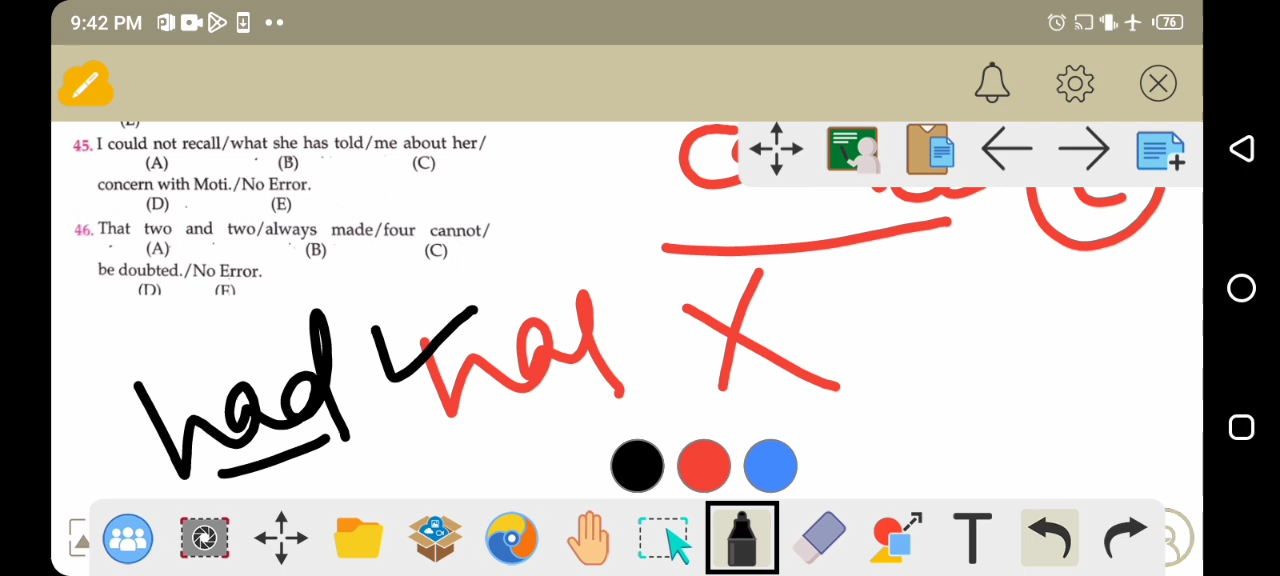 9:42 PM
76
45. I could not recall/what she has told/me about her/
(A) (B) (C)
concern with Moti./No Error.
(D) (E)
46. That two and two/always made/four cannot/
(A) (B) (C)
be doubted./No Error.
(D)
had
T